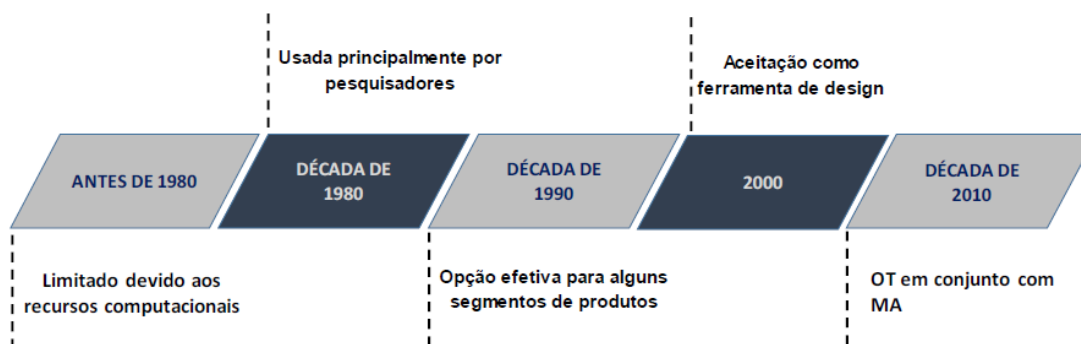 Usada principalmente por
pesquisadores
Aceitação como
ferramenta de design
ANTES DE 1980
DÉCADA DE
1980
DÉCADA DE
1990
2000
DÉCADA DE
2010
Limitado devido aos
recursos computacionais
Opção efetiva para alguns
segmentos de produtos
OT em conjunto com
MA